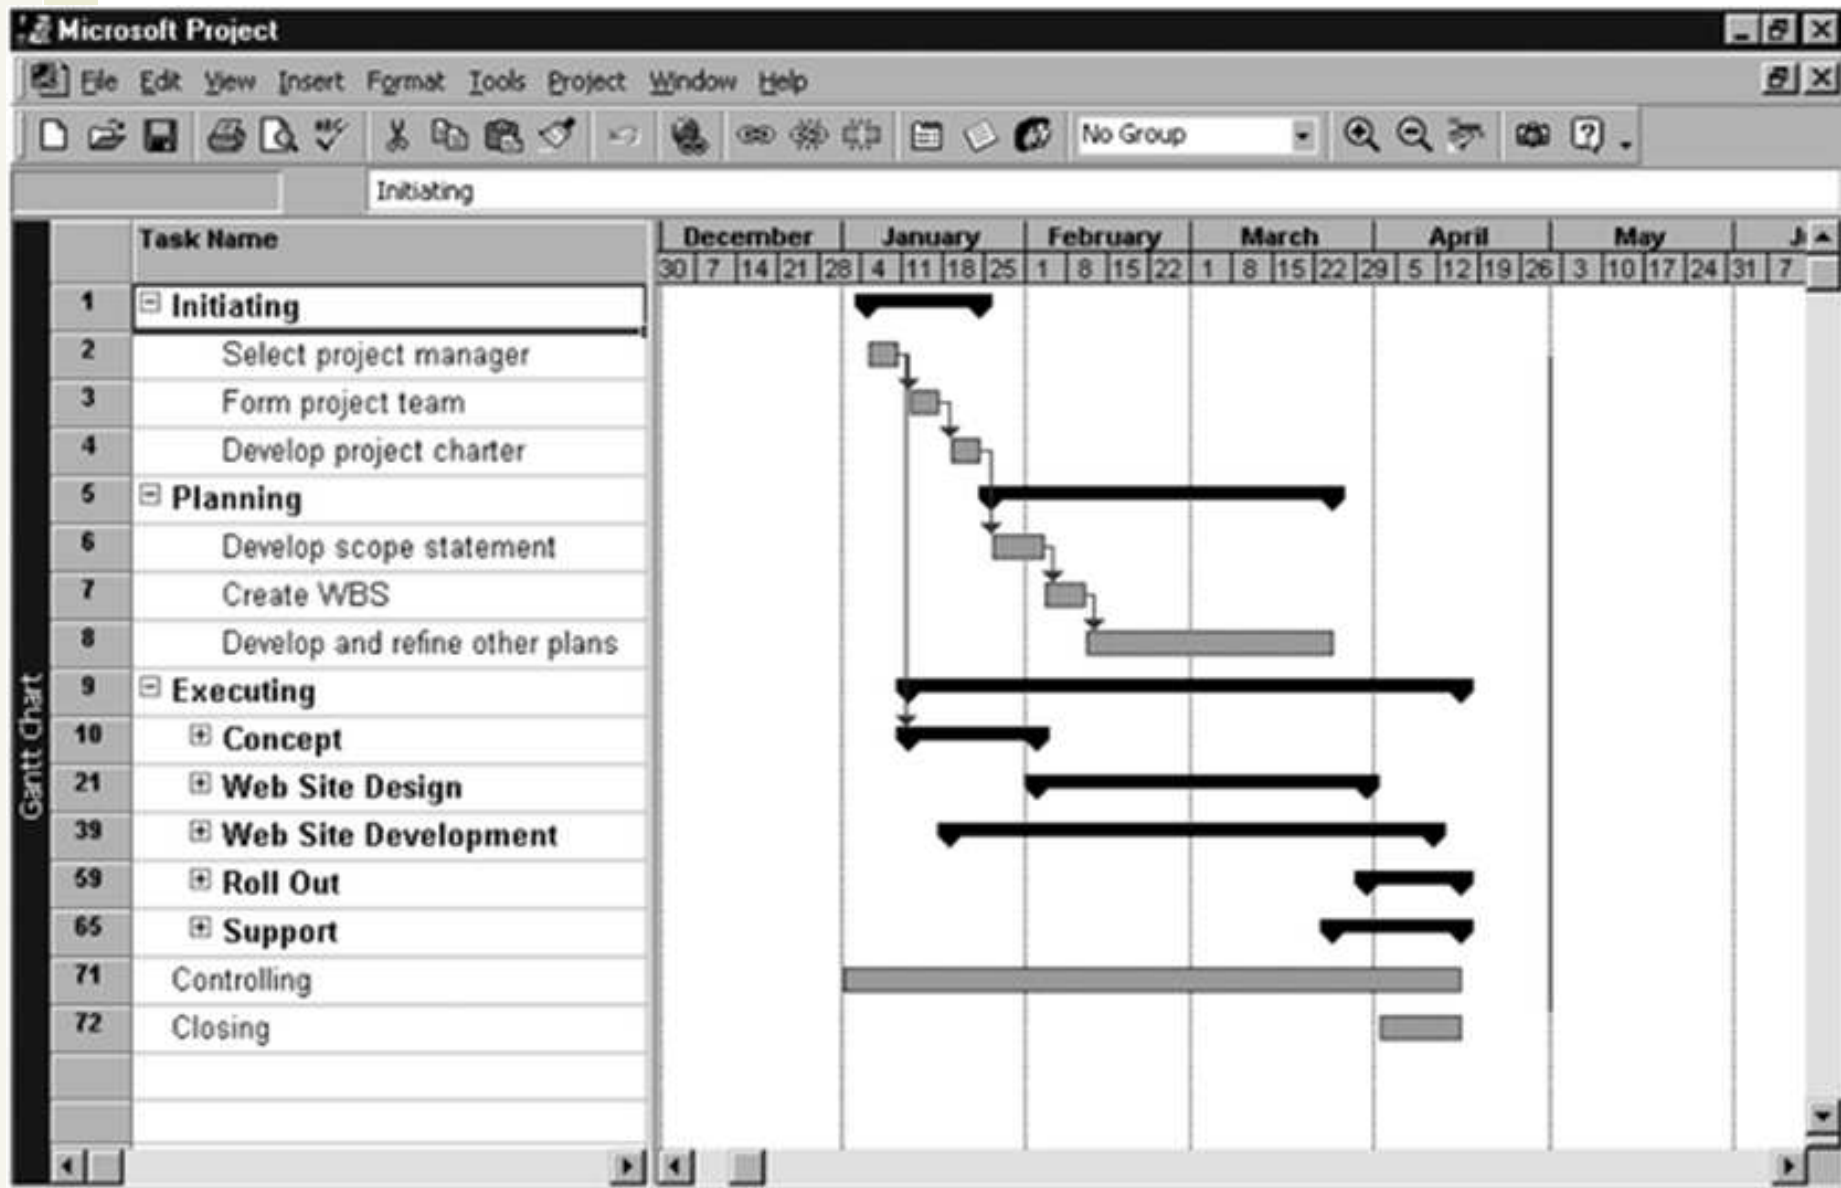 Microsoft Project
File Edit View Insert Format Tools Project Window Help
ABC No Group ?
Initiating
Task Name December January February March April May J
30 7 14 21 28 4 11 18 25 1 8 15 22 1 8 15 22 29 5 12 19 26 3 10 17 24 31 7
1 Initiating
2 Select project manager
3 Form project team
4 Develop project charter
5 Planning
6 Develop scope statement
7 Create WBS
8 Develop and refine other plans
9 Executing
10 Concept
21 Web Site Design
39 Web Site Development
59 Roll Out
65 Support
71 Controlling
72 Closing
Gantt Chart